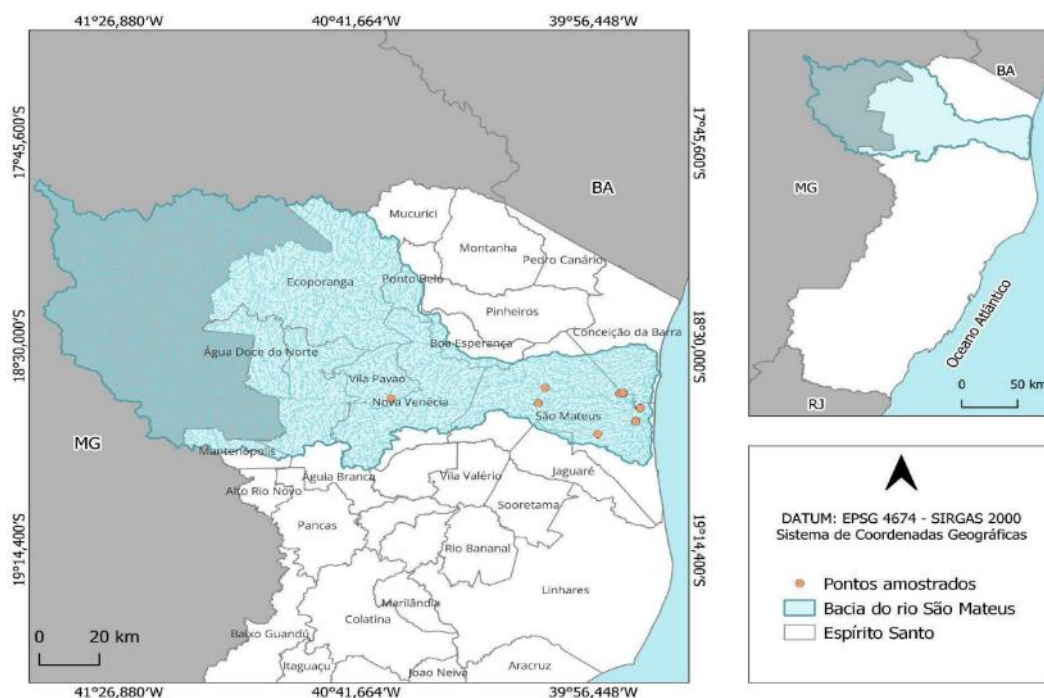 41°26,880'W 40°41,664'W 39°56,448'W
17°45,600'S
18°30,000'S
19°14,400'S
17°45,600'S
18°30,000'S
19°14,400'S
BA
Mucurici
Montanha
Pedro Canário
Ecoporanga
Ponto Belo
Pinheiros
Conceição da Barra
Boa Esperança
Água Doce do Norte
Vila Pavão
Nova Venécia
São Mateus
MG
Mantenópolis
Águia Branca
Vila Valério
Jaguaré
Alto Rio Novo
Sooretama
Pancas
Rio Bananal
Linhares
Marilândia
Colatina
Baixo Guandú
Itaguaçu
Joao Neiva
Aracruz
0 20 km
41°26,880'W 40°41,664'W 39°56,448'W
BA
MG
Oceano Atlântico
0 50 km
RJ
DATUM: EPSG 4674 - SIRGAS 2000
Sistema de Coordenadas Geográficas
Pontos amostrados
Bacia do rio São Mateus
Espírito Santo